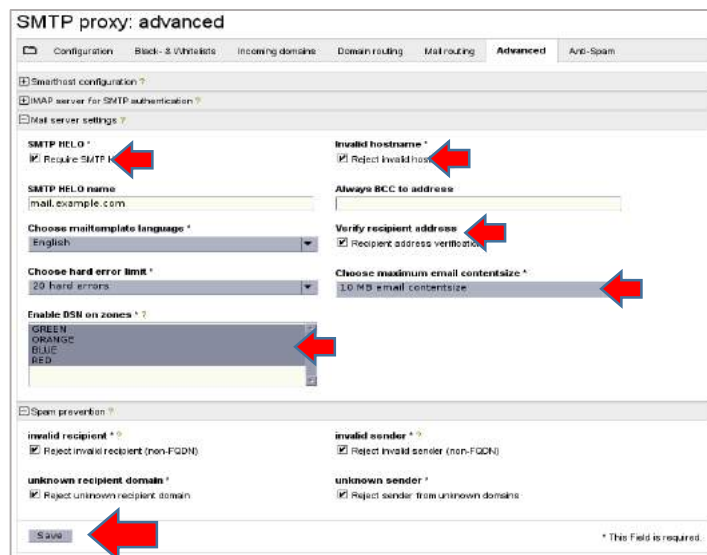 SMTP proxy: advanced
Configuration Black- & Whitelists Incoming domains Domain routing Mail routing Advanced Anti-Spam
Smarthost configuration ?
IMAP server for SMTP authentication ?
Mail server settings ?
SMTP HELO * Invalid hostname *
Require SMTP Reject invalid
SMTP HELO name Always BCC to address
mail.example.com
Choose mailtemplate language * Verify recipient address
English Recipient address verification
Choose hard error limit * Choose maximum email contentsize *
20 hard errors 10 MB email contentsize
Enable DSN on zones * ?
GREEN
ORANGE
BLUE
RED
Spam prevention ?
invalid recipient * ? invalid sender * ?
Reject invalid recipient (non-FQDN) Reject invalid sender (non-FQDN)
unknown recipient domain * unknown sender *
Reject unknown recipient domain Reject sender from unknown domains
Save * This Field is required.